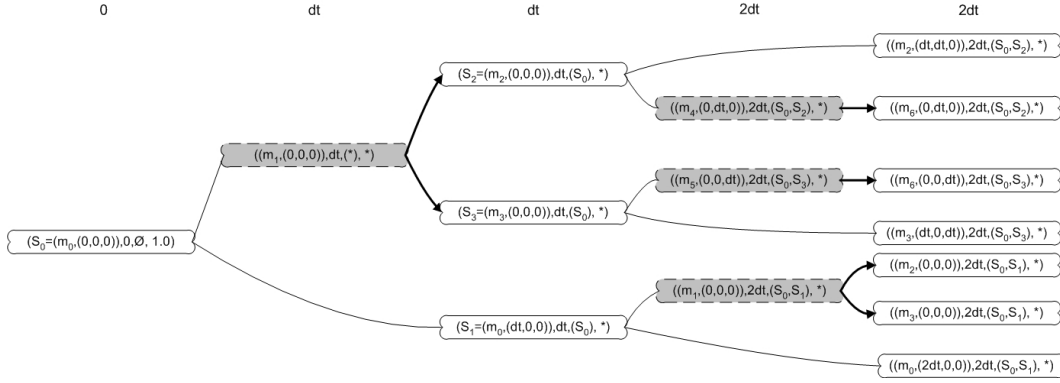 0 dt dt 2dt 2dt
((m₂,(dt,dt,0)),2dt,(S₀,S₂), *)
(S₂=(m₂,(0,0,0)),dt,(S₀), *)
((m₄,(0,dt,0)),2dt,(S₀,S₂), *)
((m₆,(0,dt,0)),2dt,(S₀,S₂), *)
((m₁,(0,0,0)),dt,(*), *)
((m₅,(0,0,dt)),2dt,(S₀,S₃), *)
((m₆,(0,0,dt)),2dt,(S₀,S₃),*)
(S₃=(m₃,(0,0,0)),dt,(S₀), *)
((m₃,(dt,0,dt)),2dt,(S₀,S₃), *)
(S₀=(m₀,(0,0,0)),0,Ø, 1.0)
((m₂,(0,0,0)),2dt,(S₀,S₁), *)
((m₁,(0,0,0)),2dt,(S₀,S₁), *)
((m₃,(0,0,0)),2dt,(S₀,S₁), *)
(S₁=(m₀,(dt,0,0)),dt,(S₀), *)
((m₀,(2dt,0,0)),2dt,(S₀,S₁), *)